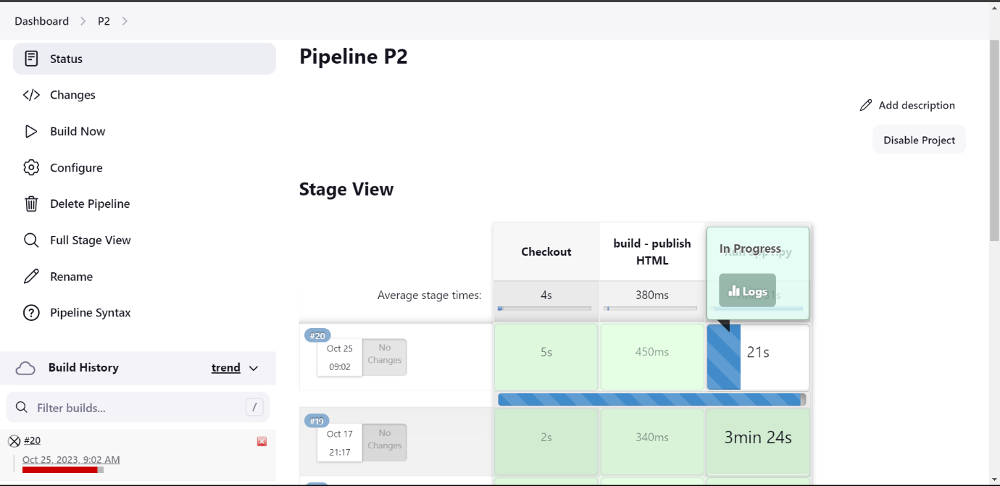 Dashboard
P2
Status
Changes
Build Now
Configure
Delete Pipeline
Full Stage View
Rename
Pipeline Syntax
Build History
trend
Filter builds...
/
#20
Oct 25, 2023, 9:02 AM
Pipeline P2
Add description
Disable Project
Stage View
Checkout
build - publish
HTML
In Progress
Logs
Average stage times:
4s
380ms
#20
Oct 25
09:02
No
Changes
5s
450ms
21s
#19
Oct 17
21:17
No
Changes
2s
340ms
3min 24s